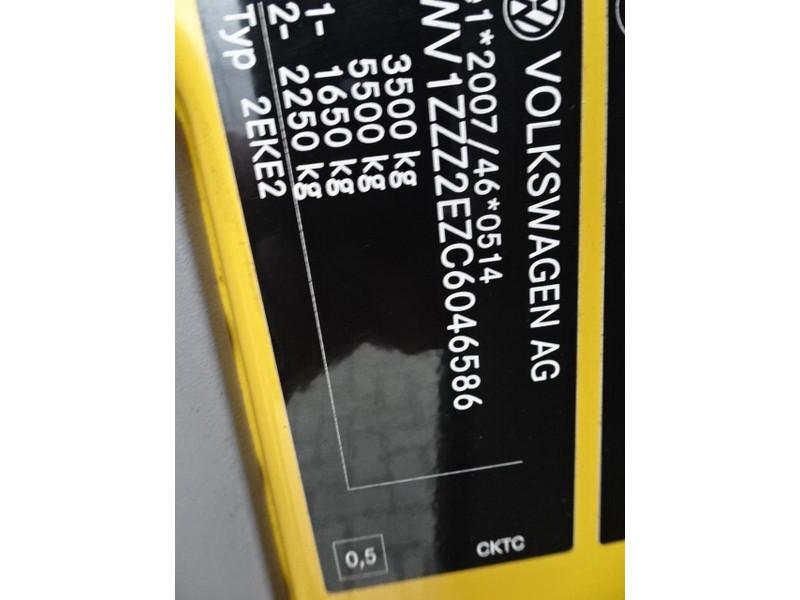 VOLKSWAGEN AG
1*2007/46*0514
WV1ZZZ2EZC6046586
3500 kg
5500 kg
1- 1650 kg
2- 2250 kg
Typ 2EKE2
0,5 CKTC